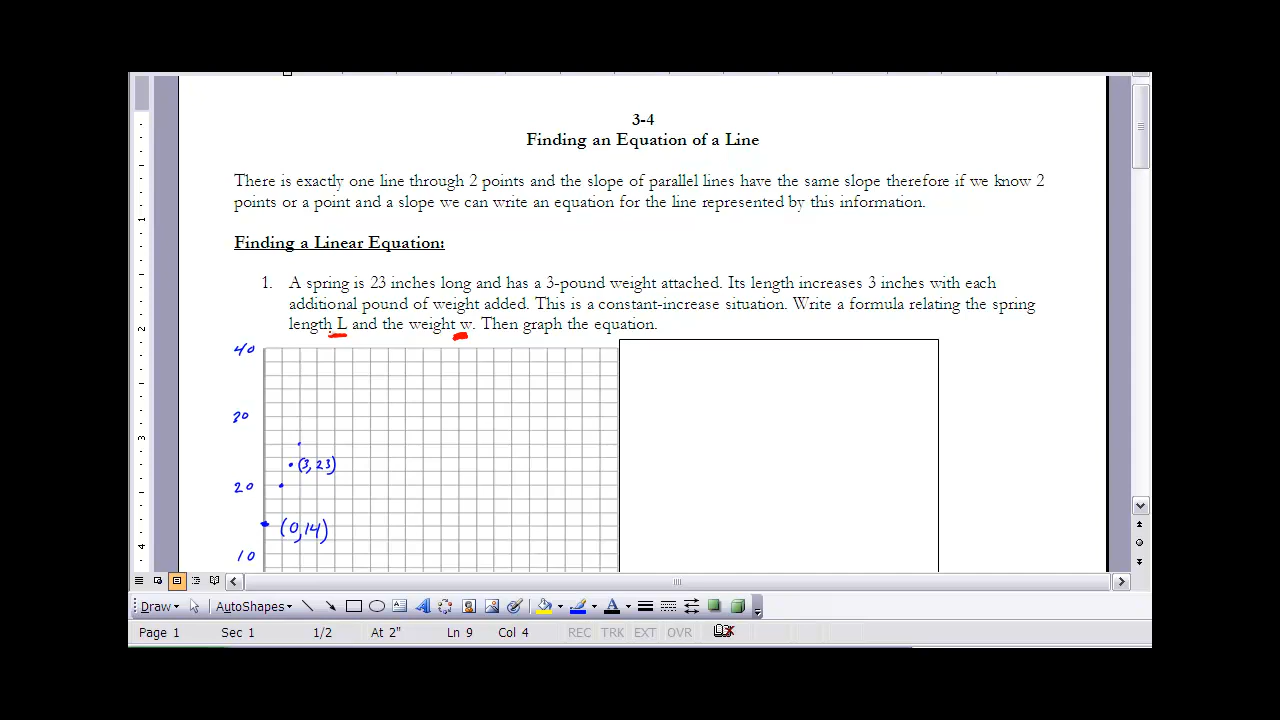 3-4
Finding an Equation of a Line
There is exactly one line through 2 points and the slope of parallel lines have the same slope therefore if we know 2
points or a point and a slope we can write an equation for the line represented by this information.
Finding a Linear Equation:
1. A spring is 23 inches long and has a 3-pound weight attached. Its length increases 3 inches with each
additional pound of weight added. This is a constant-increase situation. Write a formula relating the spring
length L and the weight w. Then graph the equation.
40
30
(3, 23)
20
(0, 14)
10
Draw AutoShapes
Page 1 Sec 1 1/2 At 2" Ln 9 Col 4 REC TRK EXT OVR